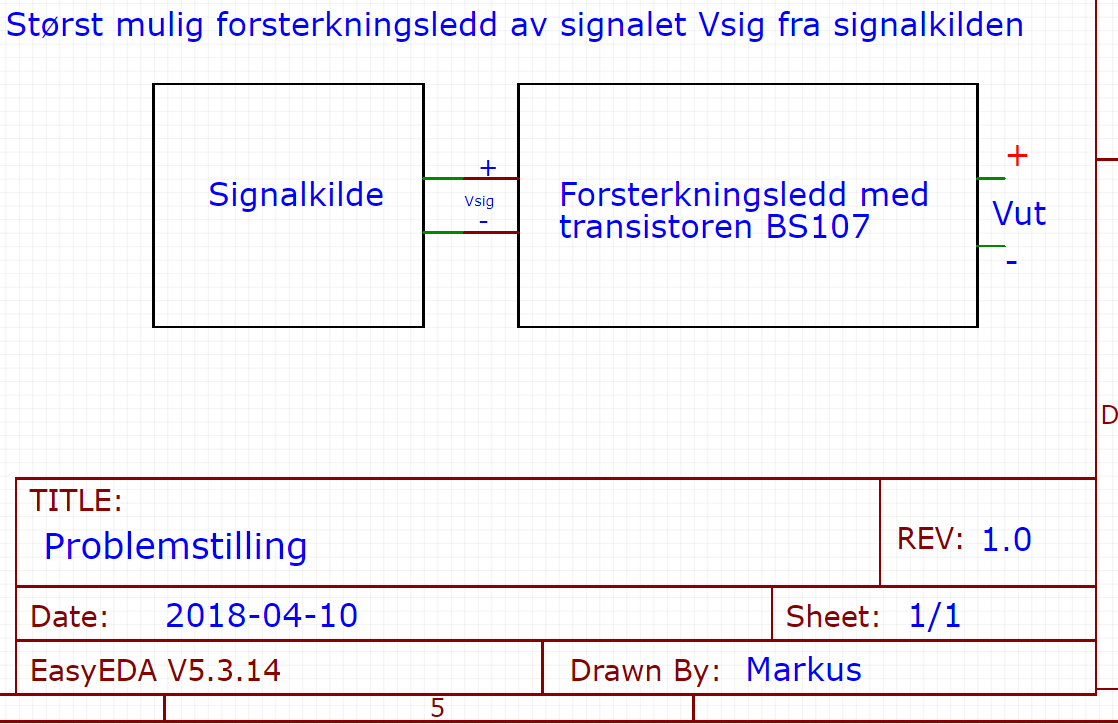 Størst mulig forsterkningsledd av signalet Vsig fra signalkilden
Signalkilde
+
Vsig
-
Forsterkningsledd med
transistoren BS107
+
Vut
-
D
TITLE:
Problemstilling
REV: 1.0
Date: 2018-04-10
Sheet: 1/1
EasyEDA V5.3.14
Drawn By: Markus
5